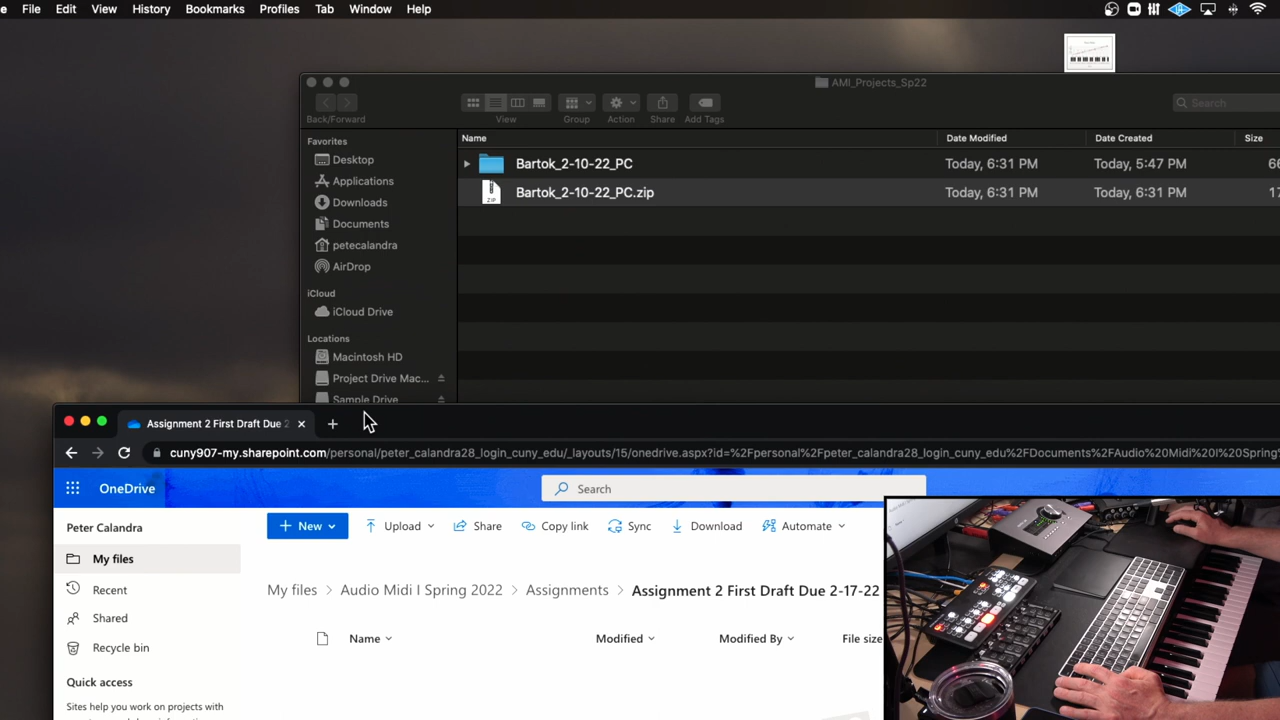 File Edit View History Bookmarks Profiles Tab Window Help
AMI_Projects_Sp22
Back/Forward View Group Action Share Add Tags Search
Favorites Name Date Modified Date Created Size
Desktop Bartok_2-10-22_PC Today, 6:31 PM Today, 5:47 PM
Applications Bartok_2-10-22_PC.zip Today, 6:31 PM Today, 6:31 PM
ZIP
Downloads
Documents
petecalandra
AirDrop
iCloud
iCloud Drive
Locations
Macintosh HD
Project Drive Mac...
Sample Drive
Assignment 2 First Draft Due 2
cuny907-my.sharepoint.com/personal/peter_calandra28_login_cuny_edu/_layouts/15/onedrive.aspx?id=%2Fpersonal%2Fpeter_calandra28_login_cuny_edu%2FDocuments%2FAudio%20Midi%20I%20Spring%
OneDrive Search
Peter Calandra + New Upload Share Copy link Sync Download Automate
My files
Recent My files > Audio Midi I Spring 2022 > Assignments > Assignment 2 First Draft Due 2-17-22
Shared Name Modified Modified By File size
Recycle bin
Quick access
Sites help you work on projects with